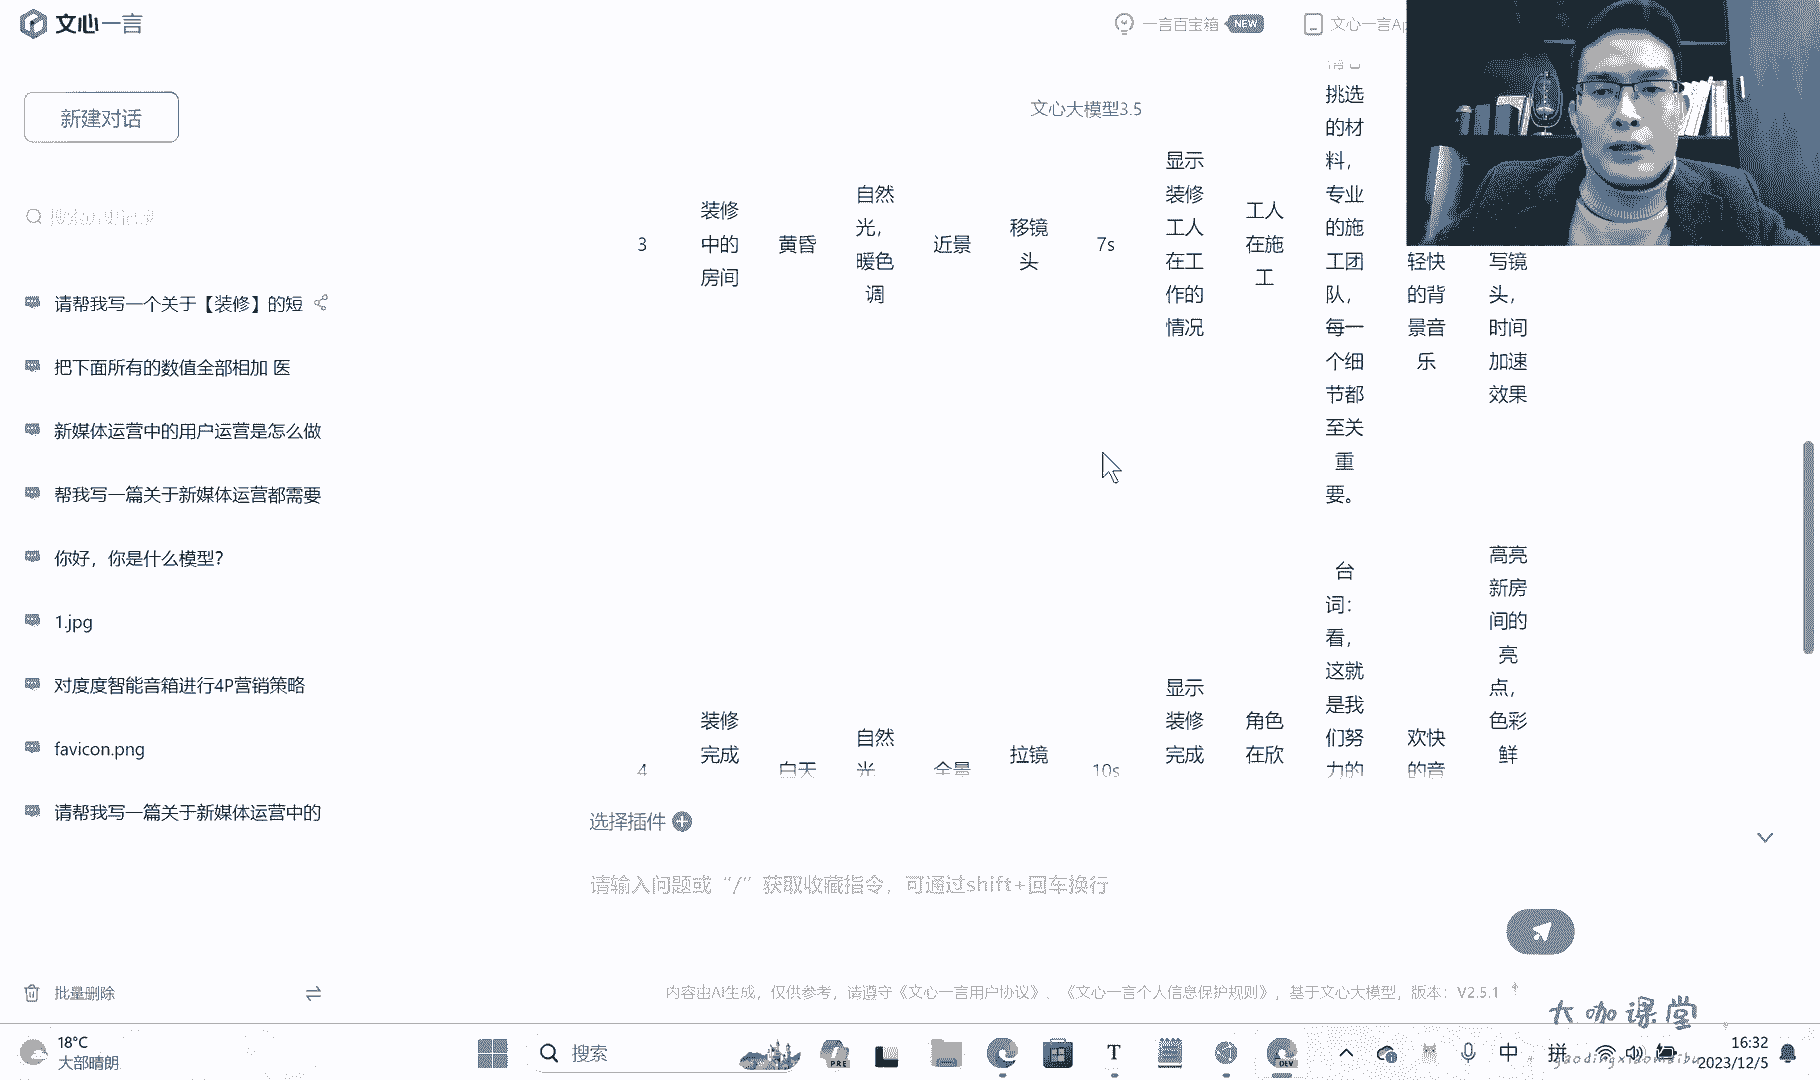 文心一言
一言百宝箱 NEW
文心一言Ap
新建对话
文心大模型3.5
请帮我写一个关于【装修】的短
把下面所有的数值全部相加 医
新媒体运营中的用户运营是怎么做
帮我写一篇关于新媒体运营都需要
你好，你是什么模型?
1.jpg
对度度智能音箱进行4P营销策略
favicon.png
请帮我写一篇关于新媒体运营中的
批量删除
3
装修
中的
房间
黄昏
自然
光，
暖色
调
近景
移镜
头
7s
显示
装修
工人
在工
作的
情况
工人
在施
工
挑选
的材
料，
专业
的施
工团
队，
每一
个细
节都
至关
重
要。
轻快
的背
景音
乐
写镜
头，
时间
加速
效果
4
装修
完成
白天
自然
光
全景
拉镜
10s
显示
装修
完成
角色
在欣
台
词：
看，
这就
是我
们努
力的
欢快
的音
高亮
新房
间的
亮
点，
色彩
鲜
选择插件
请输入问题或“/”获取收藏指令，可通过shift+回车换行
内容由AI生成，仅供参考，请遵守《文心一言用户协议》、《文心一言个人信息保护规则》，基于文心大模型，版本：V2.5.1
大咖课堂
18°C
大部晴朗
搜索
PRE
T
DEV
中
拼
16:32
2023/12/5